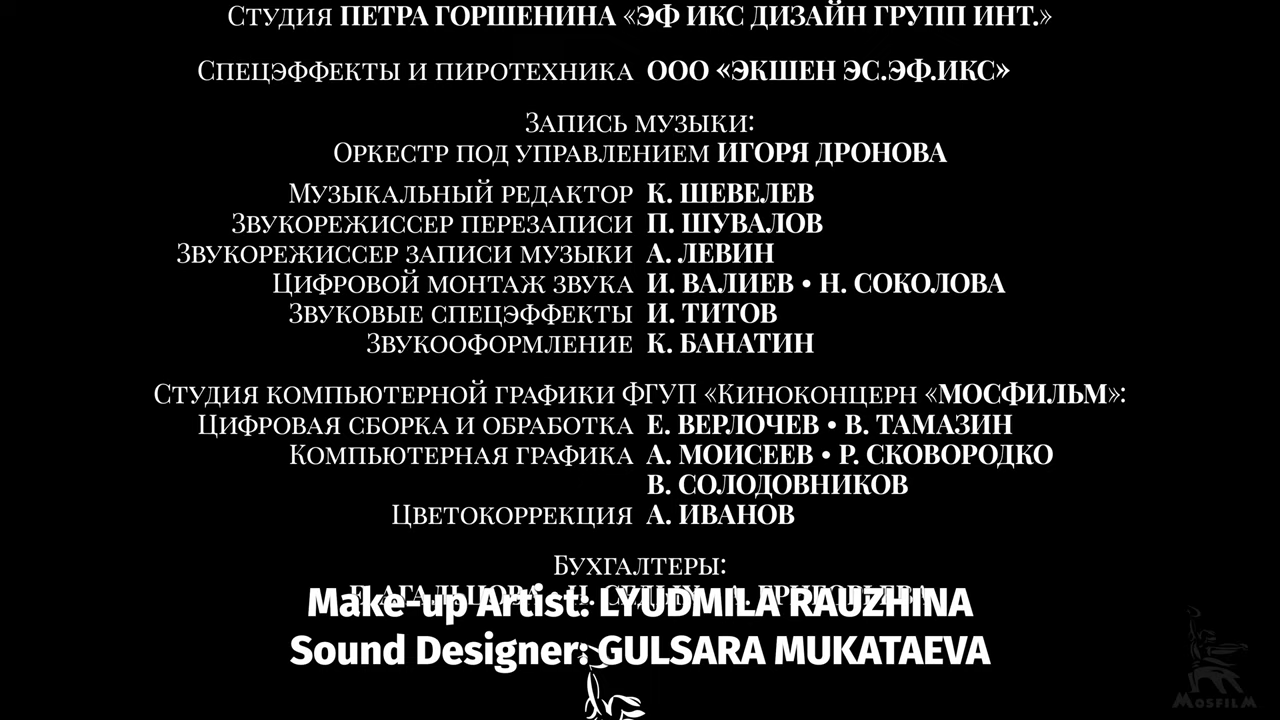 Студия ПЕТРА ГОРШЕНИНА «ЭФ ИКС ДИЗАЙН ГРУПП ИНТ.»
Спецэффекты и пиротехника ООО «ЭКШЕН ЭС.ЭФ.ИКС»
Запись музыки:
Оркестр под управлением ИГОРЯ ДРОНОВА
Музыкальный редактор К. ШЕВЕЛЕВ
Звукорежиссер перезаписи П. ШУВАЛОВ
Звукорежиссер записи музыки А. ЛЕВИН
Цифровой монтаж звука И. ВАЛИЕВ • Н. СОКОЛОВА
Звуковые спецэффекты И. ТИТОВ
Звукооформление К. БАНАТИН
Студия компьютерной графики ФГУП «Киноконцерн «МОСФИЛЬМ»:
Цифровая сборка и обработка Е. ВЕРЛОЧЕВ • В. ТАМАЗИН
Компьютерная графика А. МОИСЕЕВ • Р. СКОВОРОДКО
В. СОЛОДОВНИКОВ
Цветокоррекция А. ИВАНОВ
Бухгалтеры:
Make-up Artist: LYUDMILA RAUZHINA
Sound Designer: GULSARA MUKATAEVA
MOSFILM